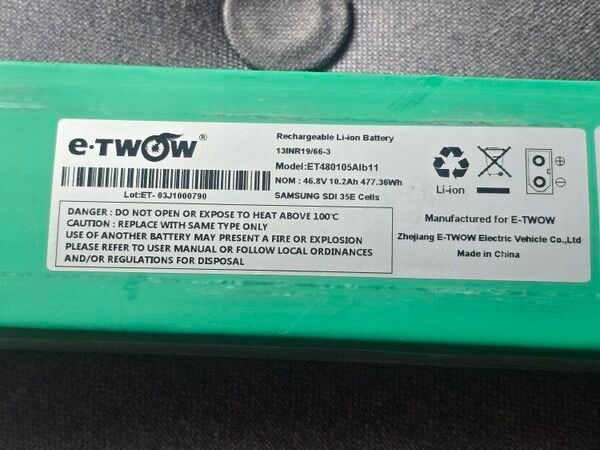 e·TWOW®
Rechargeable Li-ion Battery
13INR19/66-3
Model:ET480105AIb11
NOM : 46.8V 10.2Ah 477.36Wh
SAMSUNG SDI 35E Cells
Lot:ET- 03J1000790
DANGER : DO NOT OPEN OR EXPOSE TO HEAT ABOVE 100℃
CAUTION : REPLACE WITH SAME TYPE ONLY
USE OF ANOTHER BATTERY MAY PRESENT A FIRE OR EXPLOSION
PLEASE REFER TO USER MANUAL OR FOLLOW LOCAL ORDINANCES
AND/OR REGULATIONS FOR DISPOSAL
Li-ion
Manufactured for E-TWOW
Zhejiang E-TWOW Electric Vehicle Co.,Ltd
Made in China